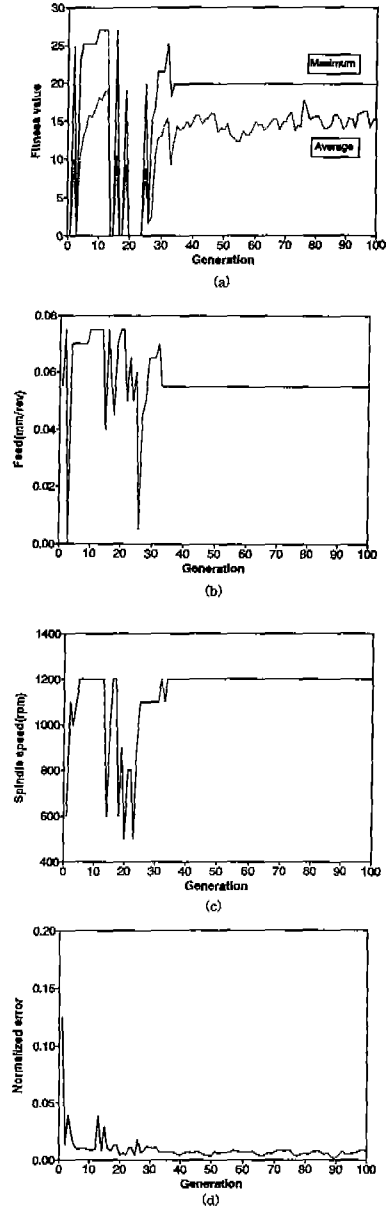 30
25
20
15
10
5
0
Fitness value
Maximum
Average
0 10 20 30 40 50 60 70 80 90 100
Generation
(a)
0.08
0.06
0.04
0.02
0.00
Feed(mm/rev)
0 10 20 30 40 50 60 70 80 90 100
Generation
(b)
1400
1200
1000
800
600
400
Spindle speed(rpm)
0 10 20 30 40 50 60 70 80 90 100
Generation
(c)
0.20
0.15
0.10
0.05
0.00
Normalized error
0 10 20 30 40 50 60 70 80 90 100
Generation
(d)